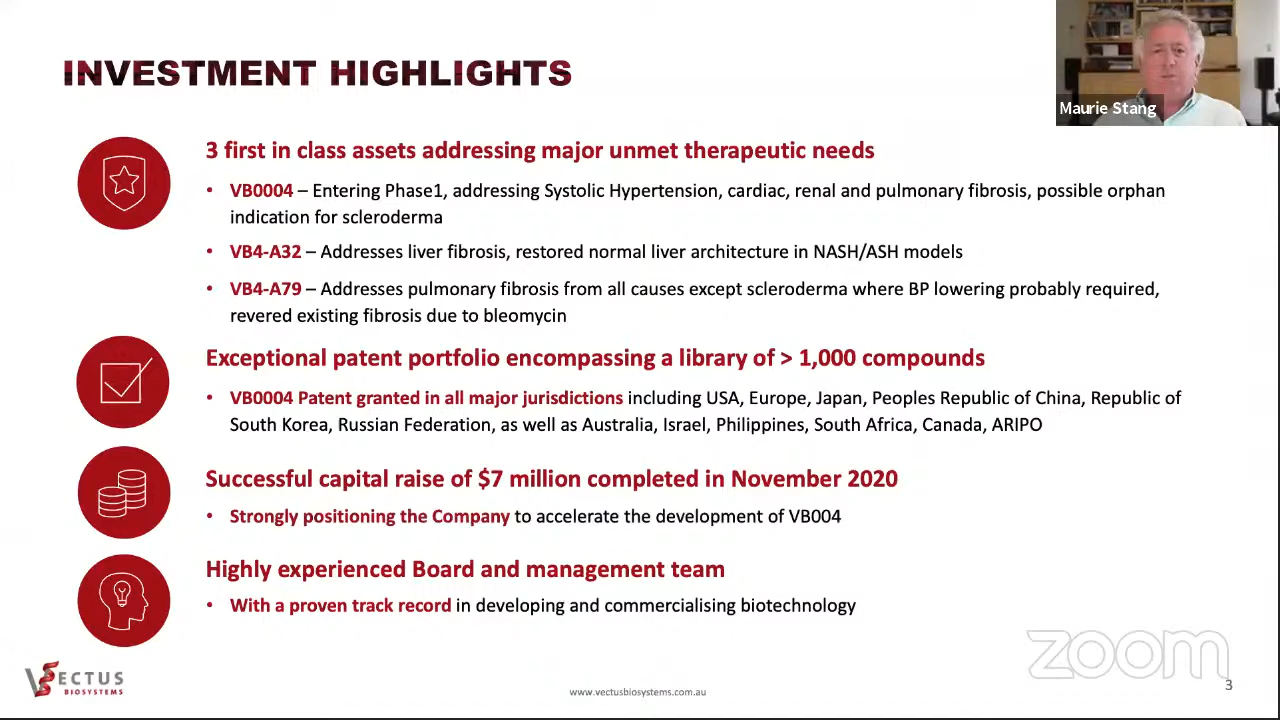 INVESTMENT HIGHLIGHTS
Maurie Stang
3 first in class assets addressing major unmet therapeutic needs
• VB0004 – Entering Phase1, addressing Systolic Hypertension, cardiac, renal and pulmonary fibrosis, possible orphan
indication for scleroderma
• VB4-A32 – Addresses liver fibrosis, restored normal liver architecture in NASH/ASH models
• VB4-A79 – Addresses pulmonary fibrosis from all causes except scleroderma where BP lowering probably required,
revered existing fibrosis due to bleomycin
Exceptional patent portfolio encompassing a library of > 1,000 compounds
• VB0004 Patent granted in all major jurisdictions including USA, Europe, Japan, Peoples Republic of China, Republic of
South Korea, Russian Federation, as well as Australia, Israel, Philippines, South Africa, Canada, ARIPO
Successful capital raise of $7 million completed in November 2020
• Strongly positioning the Company to accelerate the development of VB004
Highly experienced Board and management team
• With a proven track record in developing and commercialising biotechnology
zoom
VECTUS
BIOSYSTEMS
www.vectusbiosystems.com.au
3